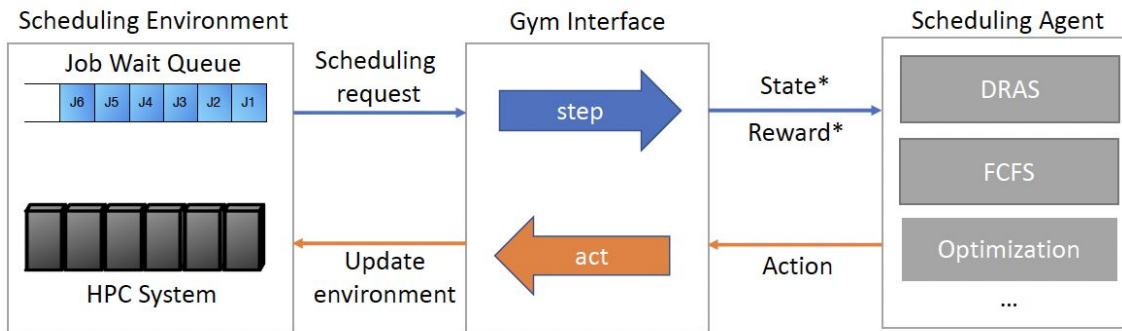 Scheduling Environment
Job Wait Queue
J6 J5 J4 J3 J2 J1
HPC System
Scheduling
request
Update
environment
Gym Interface
step
act
State*
Reward*
Action
Scheduling Agent
DRAS
FCFS
Optimization
...